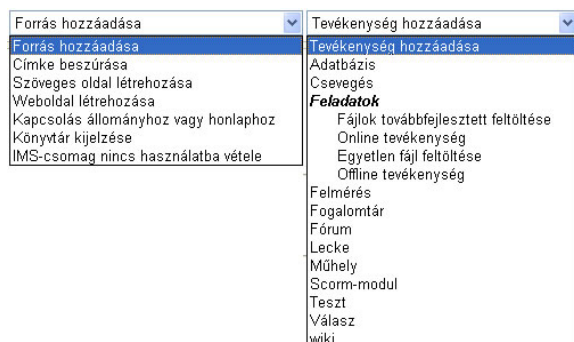 Forrás hozzáadása
Forrás hozzáadása
Címke beszúrása
Szöveges oldal létrehozása
Weboldal létrehozása
Kapcsolás állományhoz vagy honlaphoz
Könyvtár kijelzése
IMS-csomag nincs használatba vétele
Tevékenység hozzáadása
Tevékenység hozzáadása
Adatbázis
Csevegés
Feladatok
Fájlok továbbfejlesztett feltöltése
Online tevékenység
Egyetlen fájl feltöltése
Offline tevékenység
Felmérés
Fogalomtár
Fórum
Lecke
Műhely
Scorm-modul
Teszt
Válasz
wiki